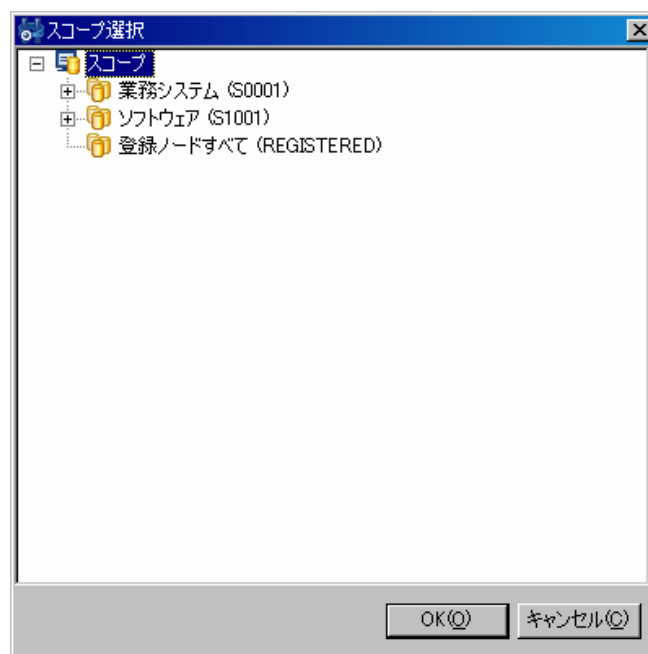 スコープ選択
スコープ
業務システム (S0001)
ソフトウェア (S1001)
登録ノードすべて (REGISTERED)
OK(O) キャンセル(C)